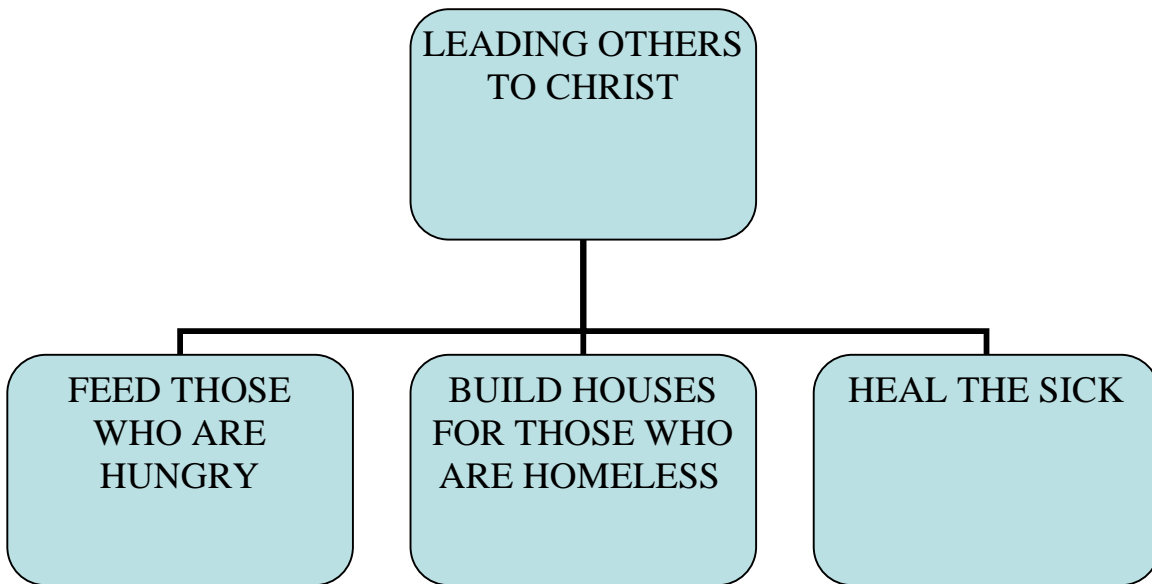 LEADING OTHERS
TO CHRIST
FEED THOSE
WHO ARE
HUNGRY
BUILD HOUSES
FOR THOSE WHO
ARE HOMELESS
HEAL THE SICK